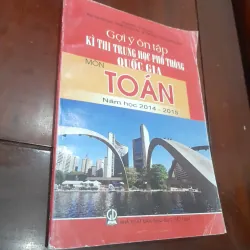 Gợi ý ôn tập
KÌ THI TRUNG HỌC PHỔ THÔNG
QUỐC GIA
MÔN
TOÁN
Năm học 2014 - 2015